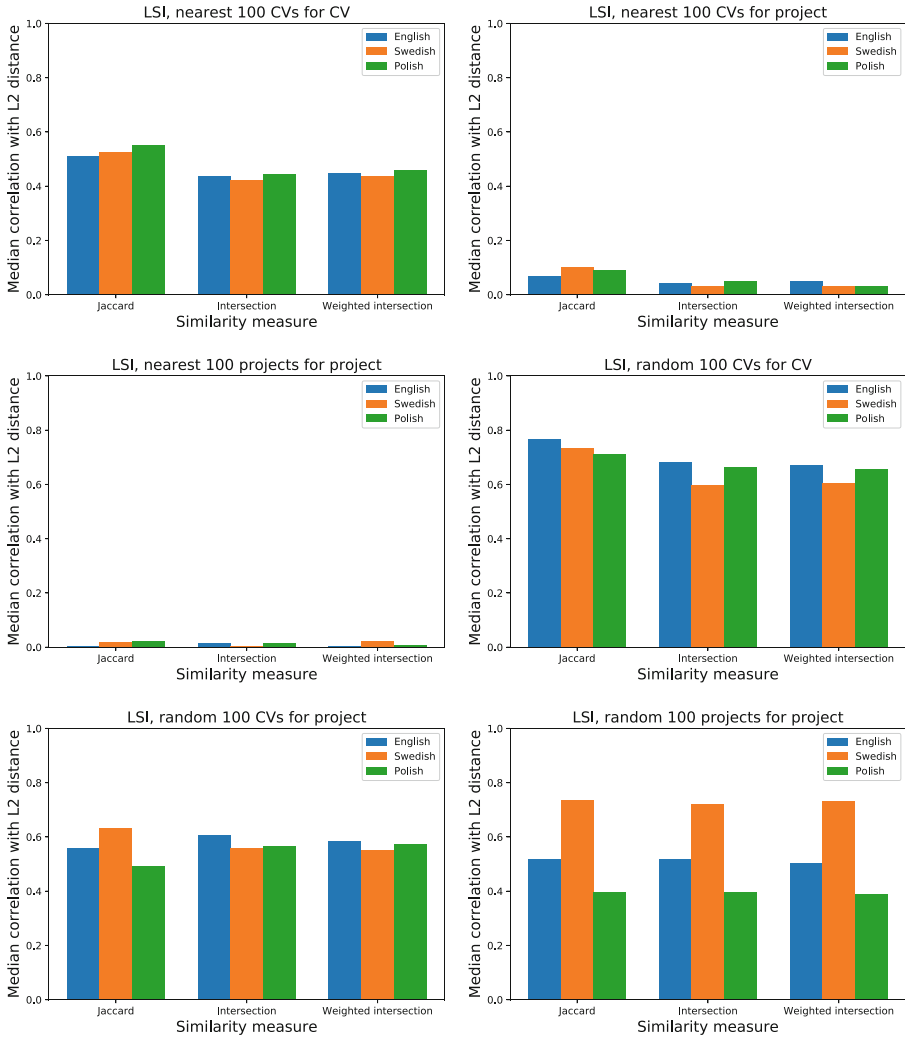 LSI, nearest 100 CVs for CV
Median correlation with L2 distance
1.0
0.8
0.6
0.4
0.2
0.0
English
Swedish
Polish
Jaccard
Intersection
Weighted intersection
Similarity measure
LSI, nearest 100 CVs for project
Median correlation with L2 distance
1.0
0.8
0.6
0.4
0.2
0.0
English
Swedish
Polish
Jaccard
Intersection
Weighted intersection
Similarity measure
LSI, nearest 100 projects for project
Median correlation with L2 distance
1.0
0.8
0.6
0.4
0.2
0.0
English
Swedish
Polish
Jaccard
Intersection
Weighted intersection
Similarity measure
LSI, random 100 CVs for CV
Median correlation with L2 distance
1.0
0.8
0.6
0.4
0.2
0.0
English
Swedish
Polish
Jaccard
Intersection
Weighted intersection
Similarity measure
LSI, random 100 CVs for project
Median correlation with L2 distance
1.0
0.8
0.6
0.4
0.2
0.0
English
Swedish
Polish
Jaccard
Intersection
Weighted intersection
Similarity measure
LSI, random 100 projects for project
Median correlation with L2 distance
1.0
0.8
0.6
0.4
0.2
0.0
English
Swedish
Polish
Jaccard
Intersection
Weighted intersection
Similarity measure